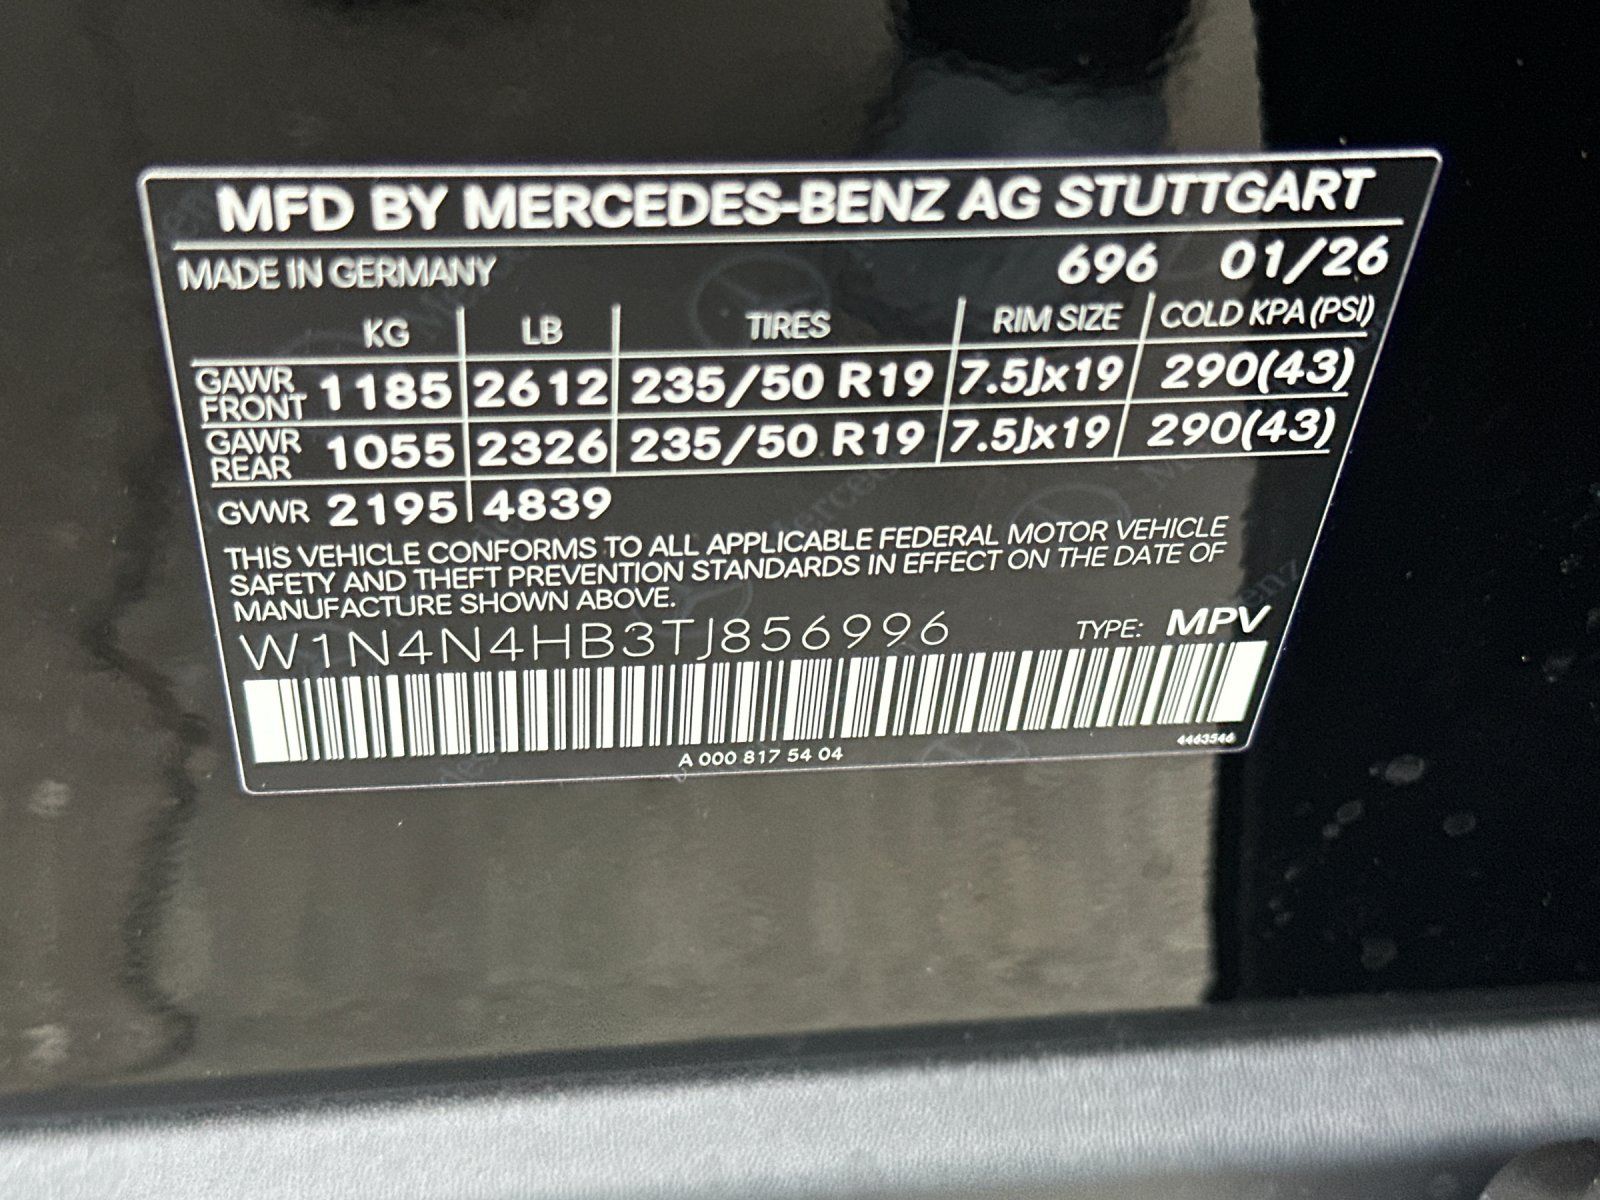 MFD BY MERCEDES-BENZ AG STUTTGART
MADE IN GERMANY 696 01/26
KG LB TIRES RIM SIZE COLD KPA (PSI)
GAWR FRONT 1185 2612 235/50 R19 7.5Jx19 290(43)
GAWR REAR 1055 2326 235/50 R19 7.5Jx19 290(43)
GVWR 2195 4839
THIS VEHICLE CONFORMS TO ALL APPLICABLE FEDERAL MOTOR VEHICLE
SAFETY AND THEFT PREVENTION STANDARDS IN EFFECT ON THE DATE OF
MANUFACTURE SHOWN ABOVE.
W1N4N4HB3TJ856996 TYPE: MPV
A 000 817 54 04 4463546